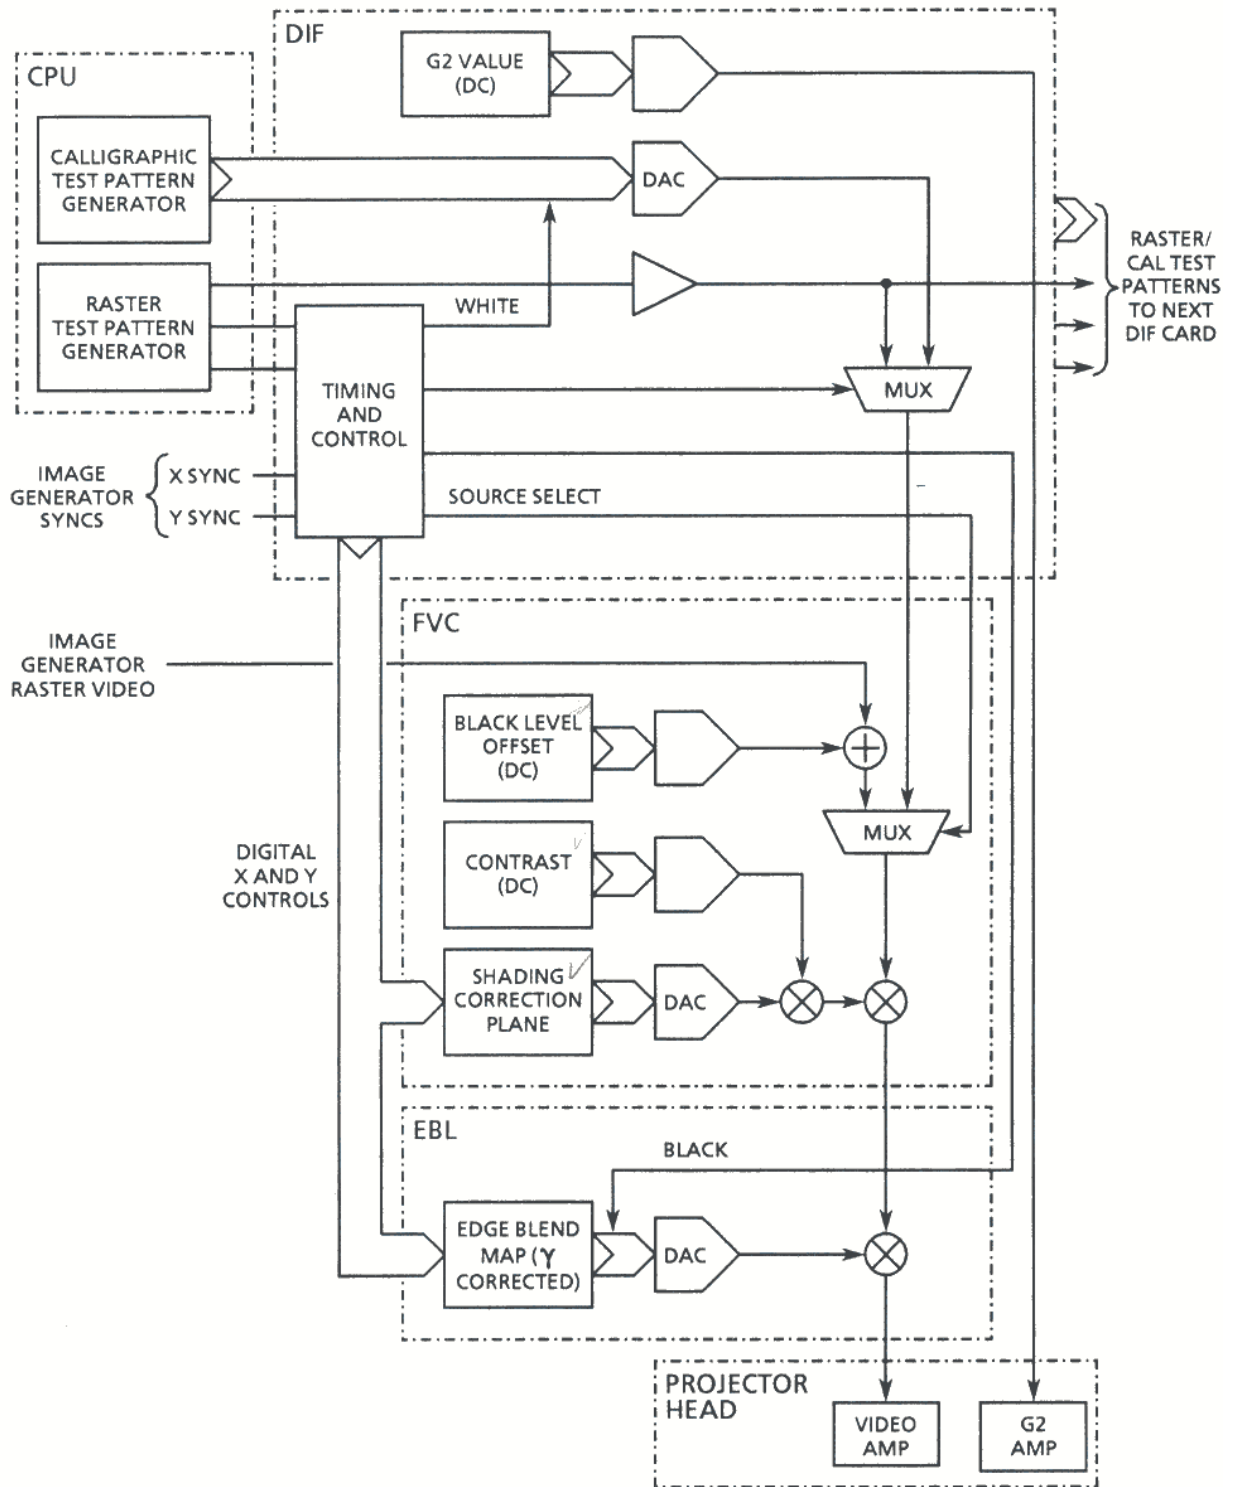 DIF
CPU
G2 VALUE
(DC)
CALLIGRAPHIC
TEST PATTERN
GENERATOR
DAC
RASTER
TEST PATTERN
GENERATOR
WHITE
RASTER/
CAL TEST
PATTERNS
TO NEXT
DIF CARD
TIMING
AND
CONTROL
MUX
IMAGE
GENERATOR
SYNCS
X SYNC
Y SYNC
SOURCE SELECT
FVC
IMAGE
GENERATOR
RASTER VIDEO
BLACK LEVEL
OFFSET
(DC)
MUX
DIGITAL
X AND Y
CONTROLS
CONTRAST
(DC)
SHADING
CORRECTION
PLANE
DAC
EBL
BLACK
EDGE BLEND
MAP (γ
CORRECTED)
DAC
PROJECTOR
HEAD
VIDEO
AMP
G2
AMP